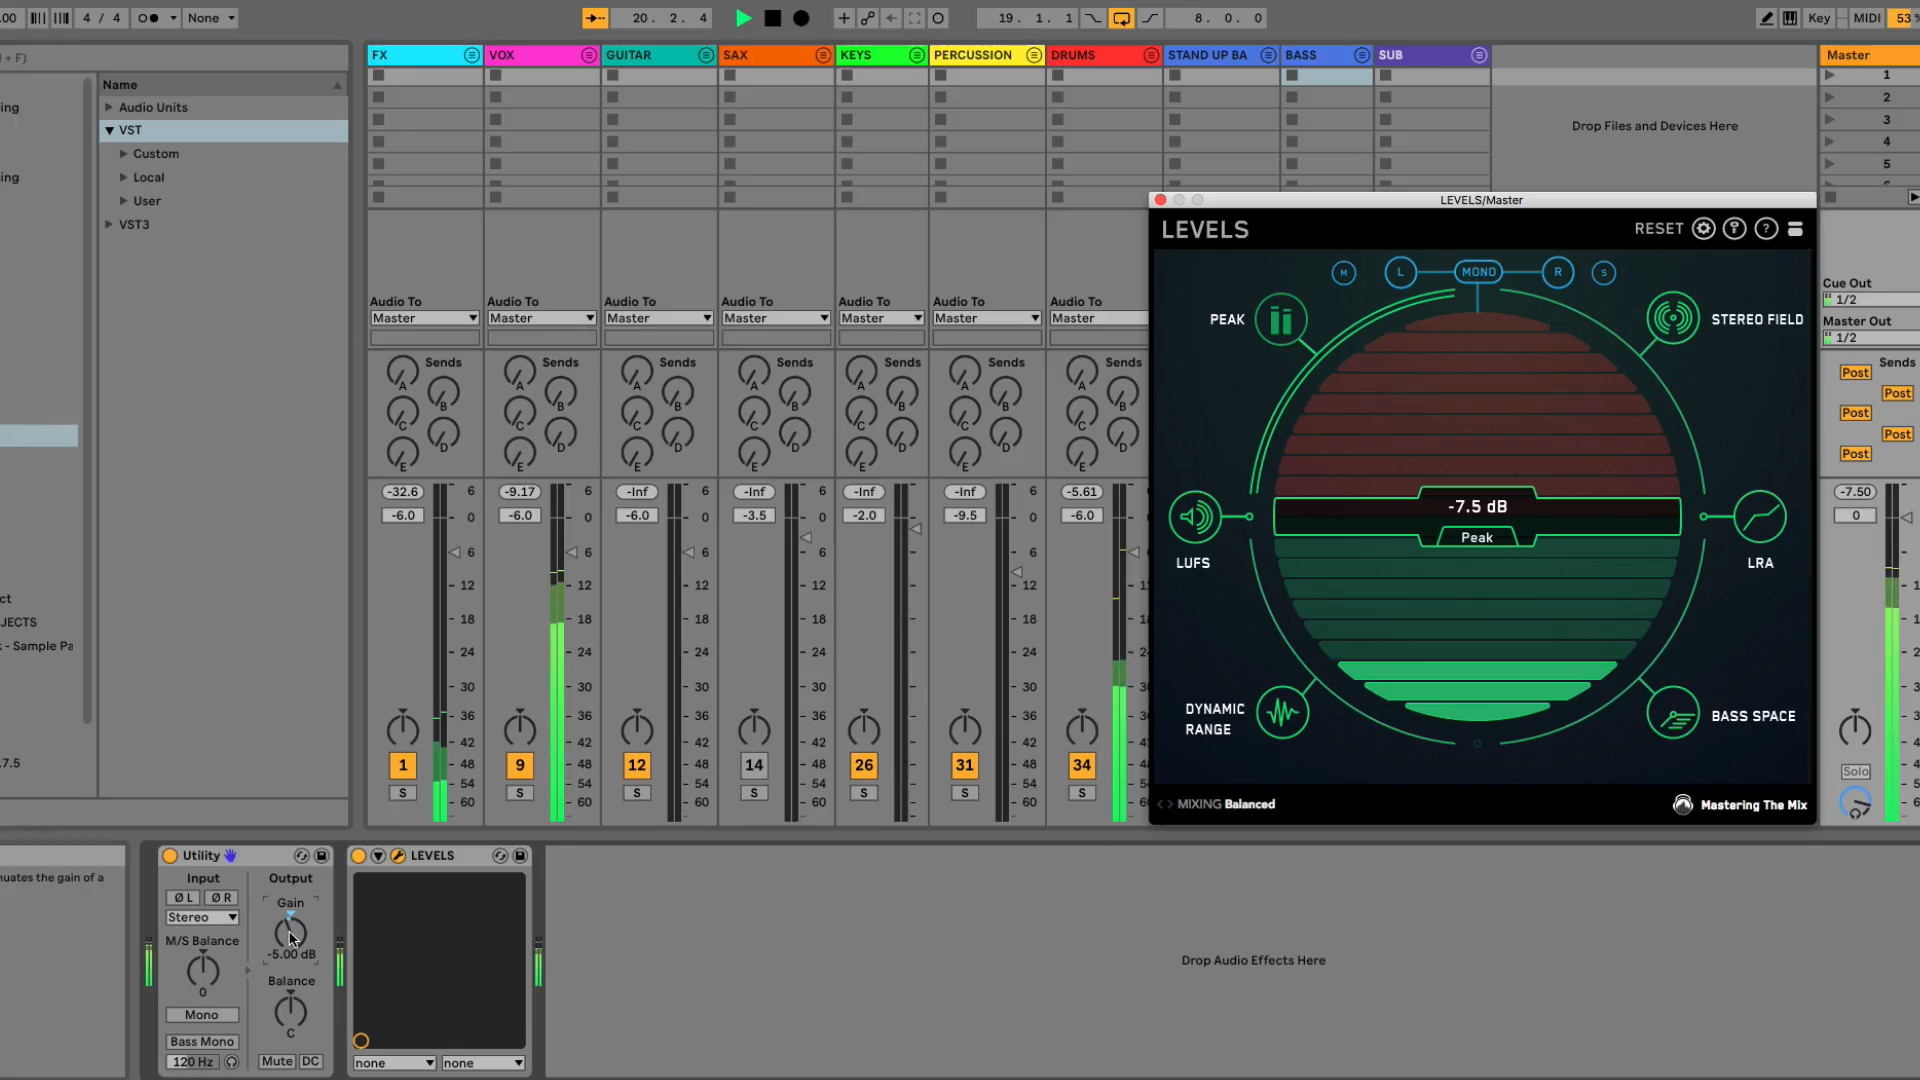 .00 4 / 4 None 20. 2. 4 19. 1. 1 8. 0. 0 Key MIDI 53
+ F)
FX VOX GUITAR SAX KEYS PERCUSSION DRUMS STAND UP BA BASS SUB Master
Name
ing Audio Units
VST
Custom
ing Local
User
VST3
1
2
3
4
5
Drop Files and Devices Here
LEVELS/Master
LEVELS RESET ?
M L MONO R S
PEAK STEREO FIELD
-7.5 dB
Peak
LUFS LRA
DYNAMIC
RANGE
BASS SPACE
MIXING Balanced Mastering The Mix
Cue Out
1/2
Master Out
1/2
Audio To Audio To Audio To Audio To Audio To Audio To Audio To
Master Master Master Master Master Master Master
Sends Sends Sends Sends Sends Sends Sends Sends
A A A A A A A Post
B B B B B B B Post
C C C C C C C Post
D D D D D D D Post
E E E E E E E Post
-32.6 -9.17 -Inf -Inf -Inf -Inf -5.61 -7.50
-6.0 -6.0 -6.0 -3.5 -2.0 -9.5 -6.0 0
6 6 6 6 6 6
0 0 0 0 0 0
6 6 6 6 6 6
12 12 12 12 12 12
18 18 18 18 18 18
24 24 24 24 24 24
30 30 30 30 30 30
36 36 36 36 36 36
42 42 42 42 42 42
48 48 48 48 48 48
54 54 54 54 54 54
60 60 60 60 60 60
1 9 12 14 26 31 34 Solo
S S S S S S S
ct
JECTS
- Sample Pa
7.5
uates the gain of a
Utility LEVELS
Input Output
Ø L Ø R Gain
Stereo
M/S Balance -5.00 dB
0 Balance
Mono C
Bass Mono
120 Hz Mute DC none none
Drop Audio Effects Here